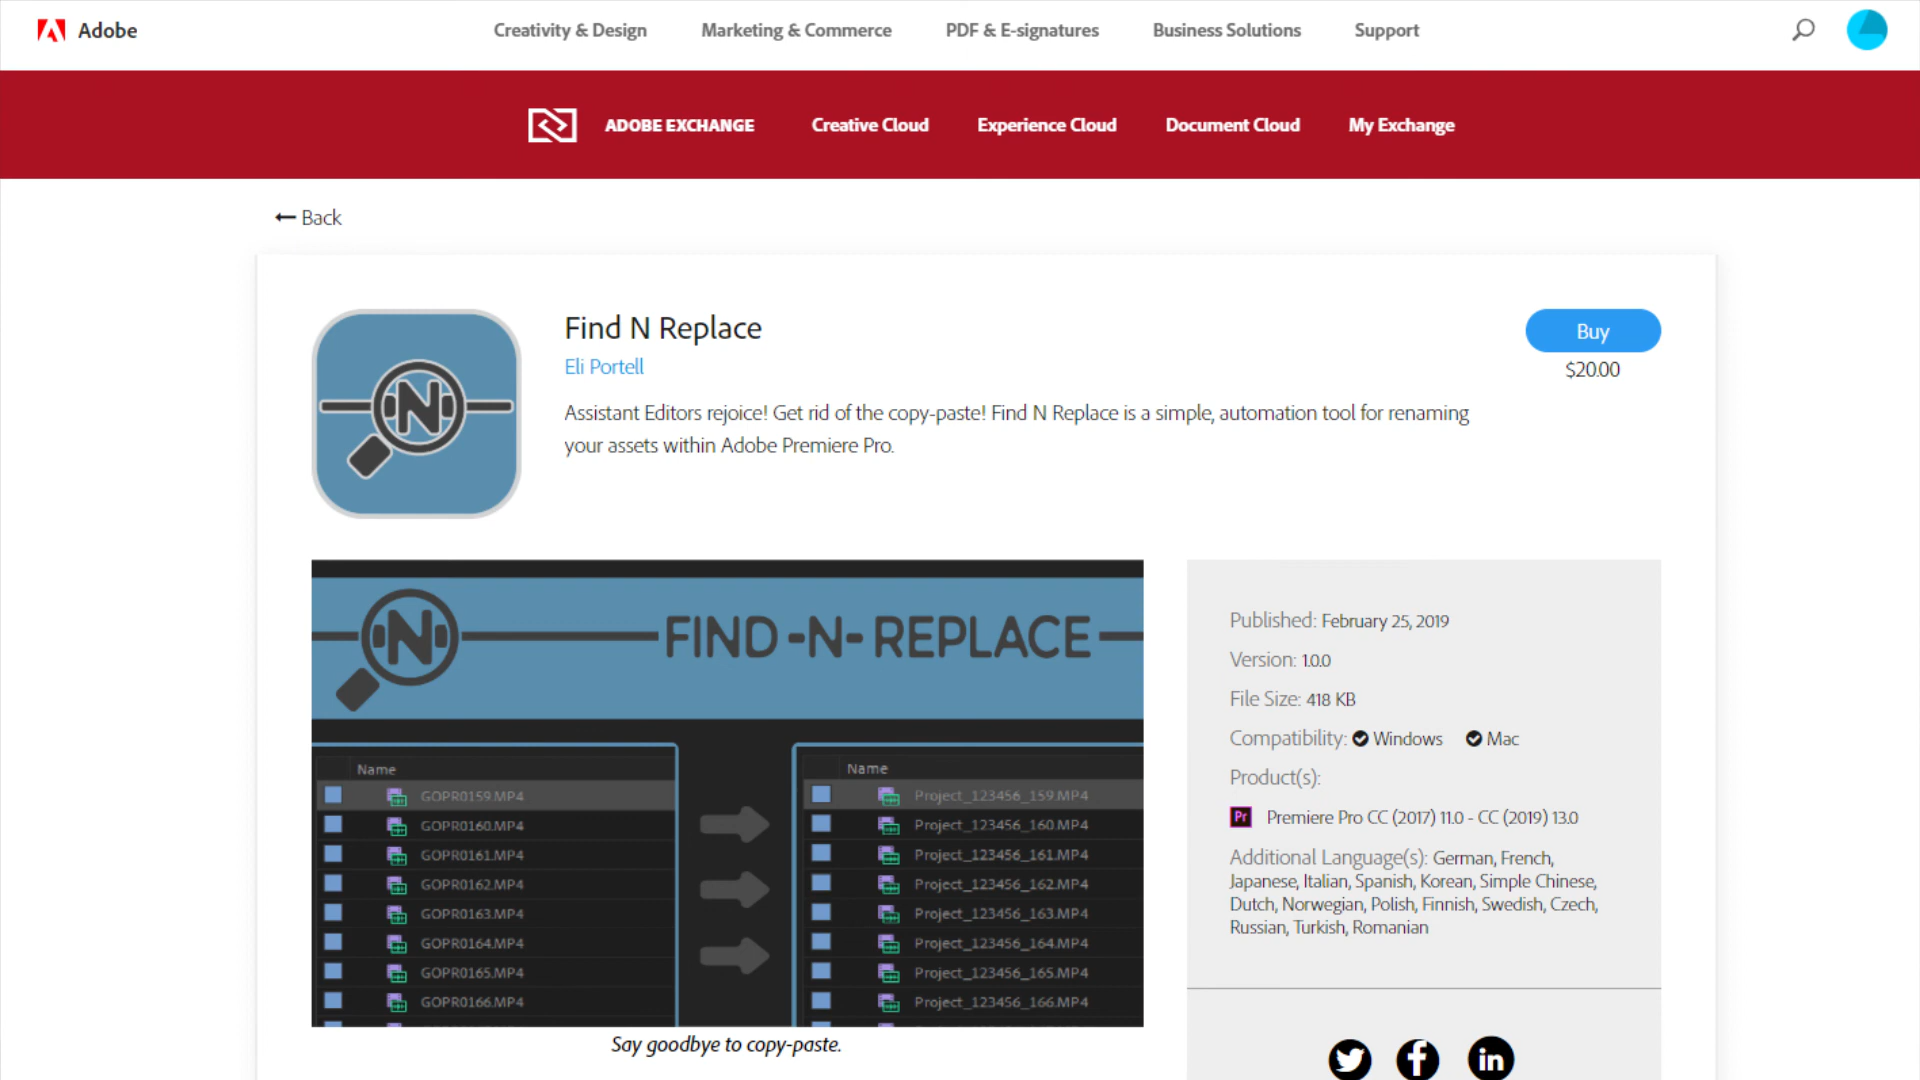 Adobe
Creativity & Design
Marketing & Commerce
PDF & E-signatures
Business Solutions
Support
ADOBE EXCHANGE
Creative Cloud
Experience Cloud
Document Cloud
My Exchange
Back
Find N Replace
Eli Portell
Assistant Editors rejoice! Get rid of the copy-paste! Find N Replace is a simple, automation tool for renaming
your assets within Adobe Premiere Pro.
Buy
$20.00
N
N
FIND -N- REPLACE
Name
GOPR0159.MP4
GOPR0160.MP4
GOPR0161.MP4
GOPR0162.MP4
GOPR0163.MP4
GOPR0164.MP4
GOPR0165.MP4
GOPR0166.MP4
Name
Project_123456_159.MP4
Project_123456_160.MP4
Project_123456_161.MP4
Project_123456_162.MP4
Project_123456_163.MP4
Project_123456_164.MP4
Project_123456_165.MP4
Project_123456_166.MP4
Say goodbye to copy-paste.
Published: February 25, 2019
Version: 1.0.0
File Size: 418 KB
Compatibility: Windows Mac
Product(s):
Pr Premiere Pro CC (2017) 11.0 - CC (2019) 13.0
Additional Language(s): German, French,
Japanese, Italian, Spanish, Korean, Simple Chinese,
Dutch, Norwegian, Polish, Finnish, Swedish, Czech,
Russian, Turkish, Romanian
f
in